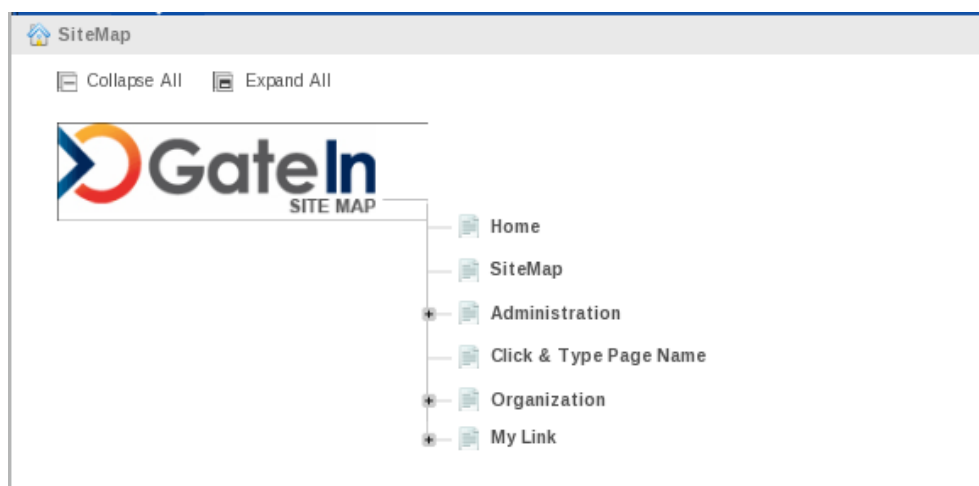 SiteMap
Collapse All Expand All
GateIn
SITE MAP
Home
SiteMap
Administration
Click & Type Page Name
Organization
My Link